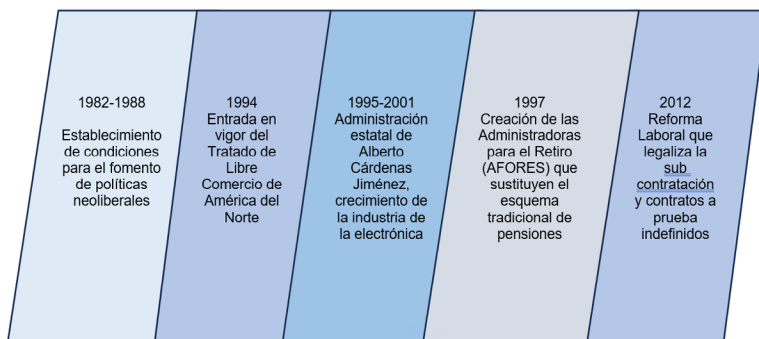 1982-1988
Establecimiento
de condiciones
para el fomento
de políticas
neoliberales
1994
Entrada en
vigor del
Tratado de
Libre
Comercio de
América del
Norte
1995-2001
Administración
estatal de
Alberto
Cárdenas
Jiménez,
crecimiento de
la industria de
la electrónica
1997
Creación de las
Administradoras
para el Retiro
(AFORES) que
sustituyen el
esquema
tradicional de
pensiones
2012
Reforma
Laboral que
legaliza la
sub
contratación
y contratos a
prueba
indefinidos